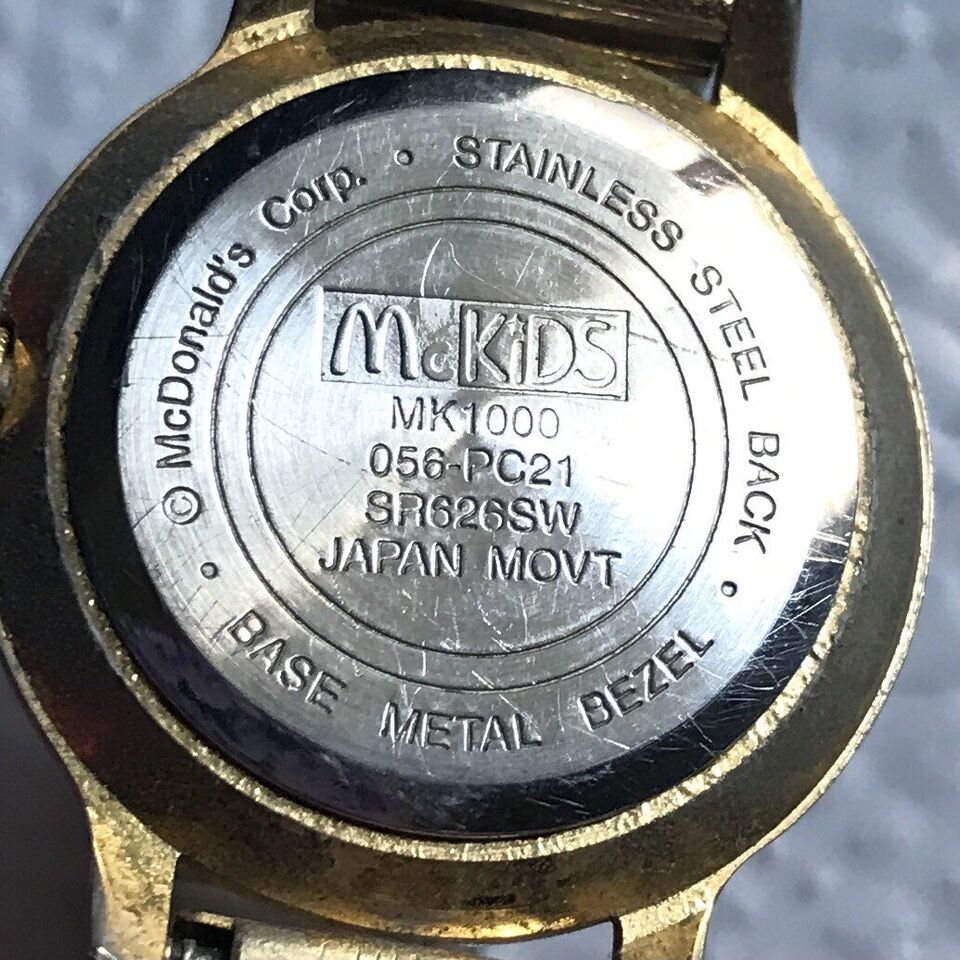 © McDonald's Corp. • STAINLESS STEEL BACK •
BASE METAL BEZEL •
McKiDS
MK1000
056-PC21
SR626SW
JAPAN MOVT